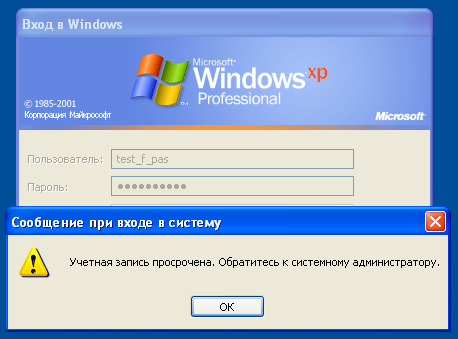 Вход в Windows
Microsoft®
Windows xp
Professional
© 1985-2001
Корпорация Майкрософт
Microsoft®
Пользователь: test_f_pas
Пароль: ●●●●●●●●●●
Сообщение при входе в систему
Учетная запись просрочена. Обратитесь к системному администратору.
ОК